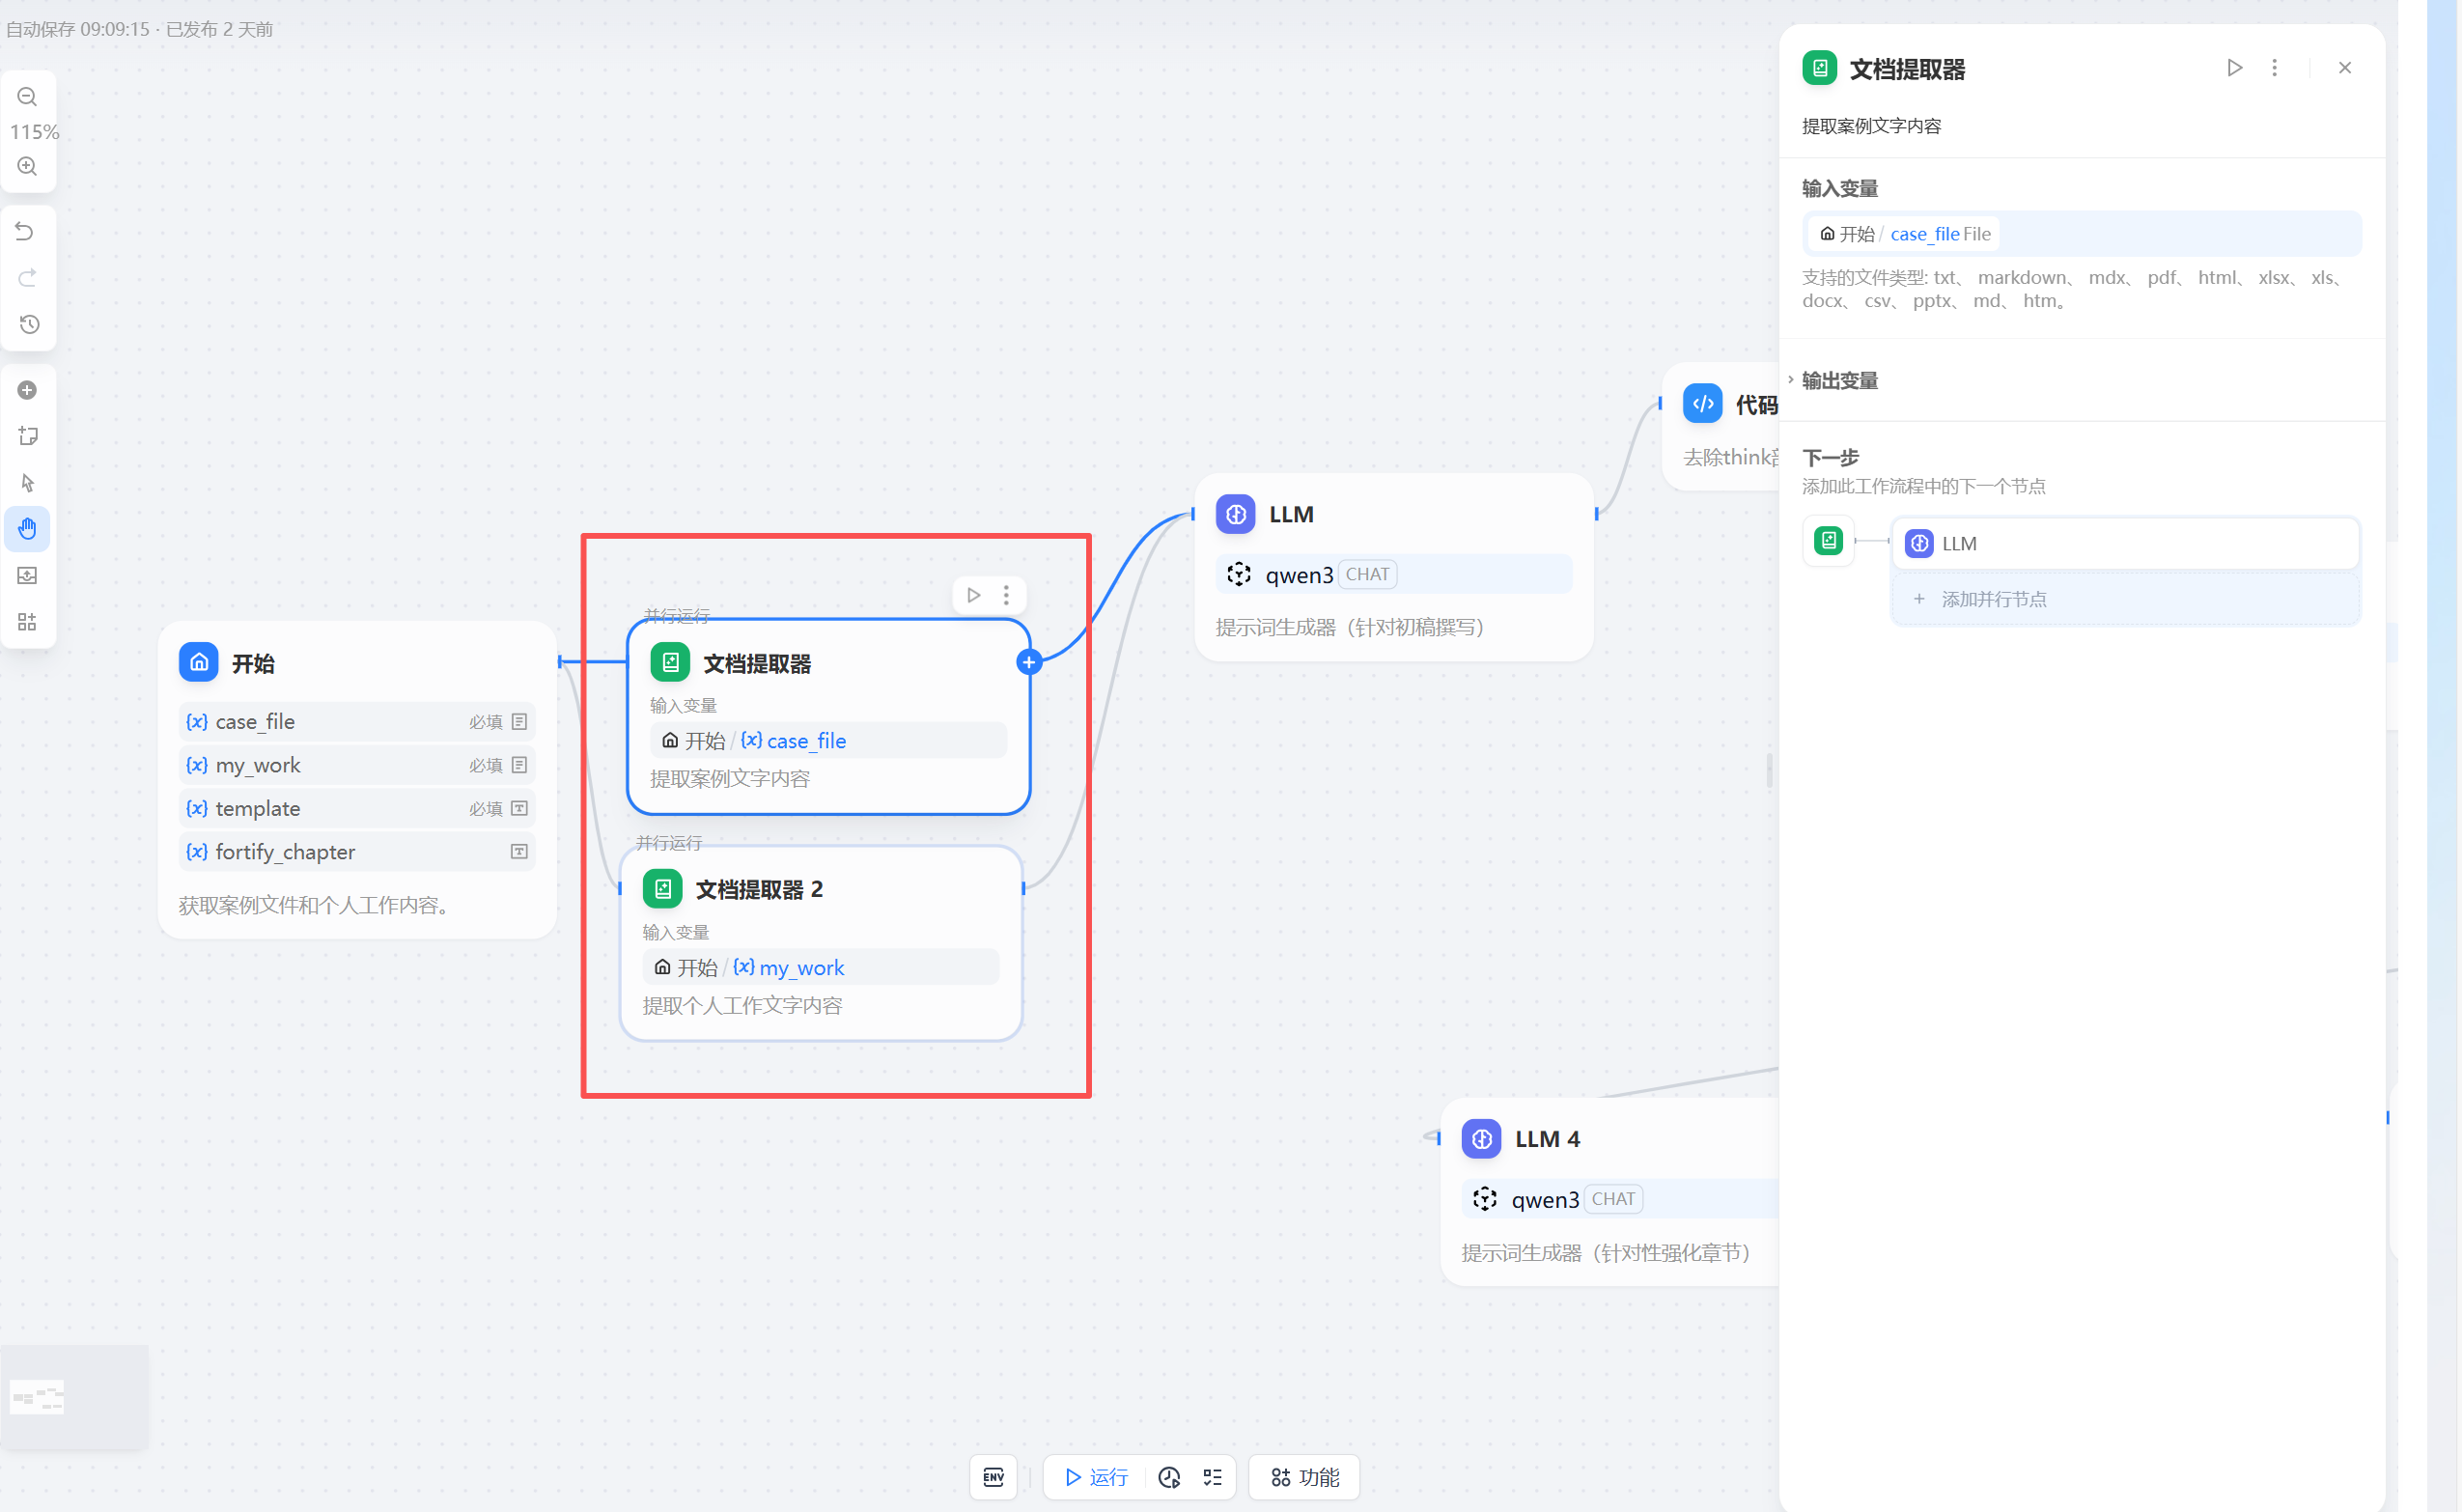 自动保存 09:09:15 · 已发布 2 天前
115%
开始
{x} case_file 必填
{x} my_work 必填
{x} template 必填
{x} fortify_chapter
获取案例文件和个人工作内容。
并行运行
文档提取器
输入变量
开始 / {x} case_file
提取案例文字内容
并行运行
文档提取器 2
输入变量
开始 / {x} my_work
提取个人工作文字内容
LLM
qwen3 CHAT
提示词生成器（针对初稿撰写）
代码
去除think
LLM 4
qwen3 CHAT
提示词生成器（针对性强化章节）
ENV
运行
功能
文档提取器
提取案例文字内容
输入变量
开始 / case_file File
支持的文件类型: txt、 markdown、 mdx、 pdf、 html、 xlsx、 xls、
docx、 csv、 pptx、 md、 htm。
输出变量
下一步
添加此工作流程中的下一个节点
LLM
+ 添加并行节点